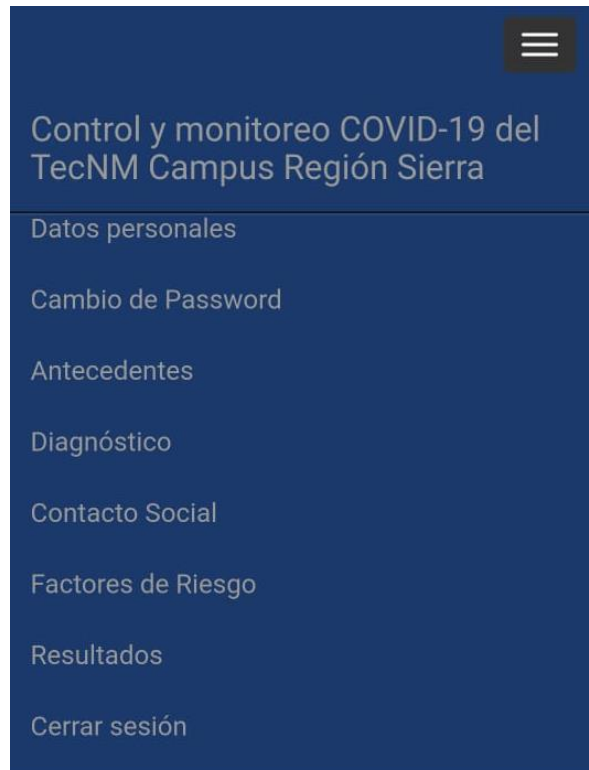 Control y monitoreo COVID-19 del
TecNM Campus Región Sierra
Datos personales
Cambio de Password
Antecedentes
Diagnóstico
Contacto Social
Factores de Riesgo
Resultados
Cerrar sesión